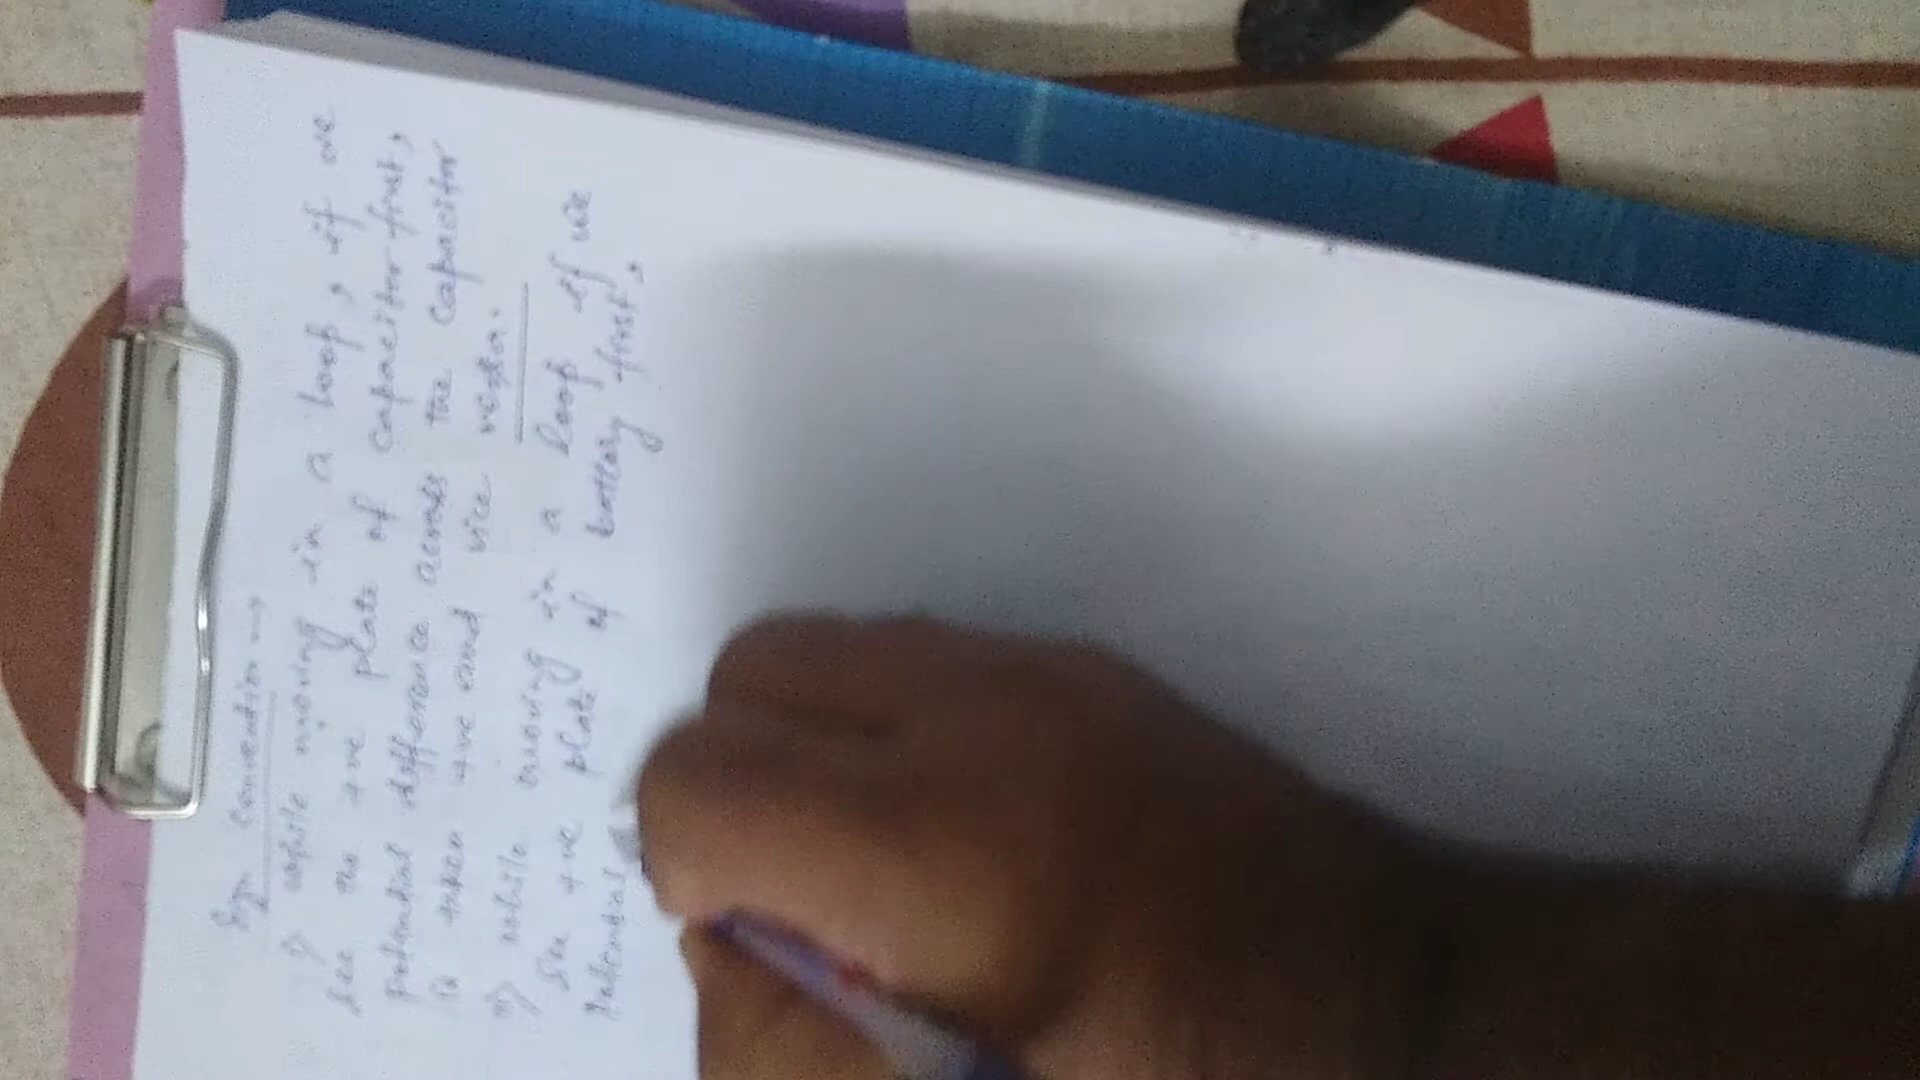 Sign convention →
i) while moving in a loop, if we
see the +ve plate of capacitor first,
potential difference across the capacitor
is taken +ve and vice versa.
ii) while moving in a loop if we
see +ve plate of battery first,
Potential